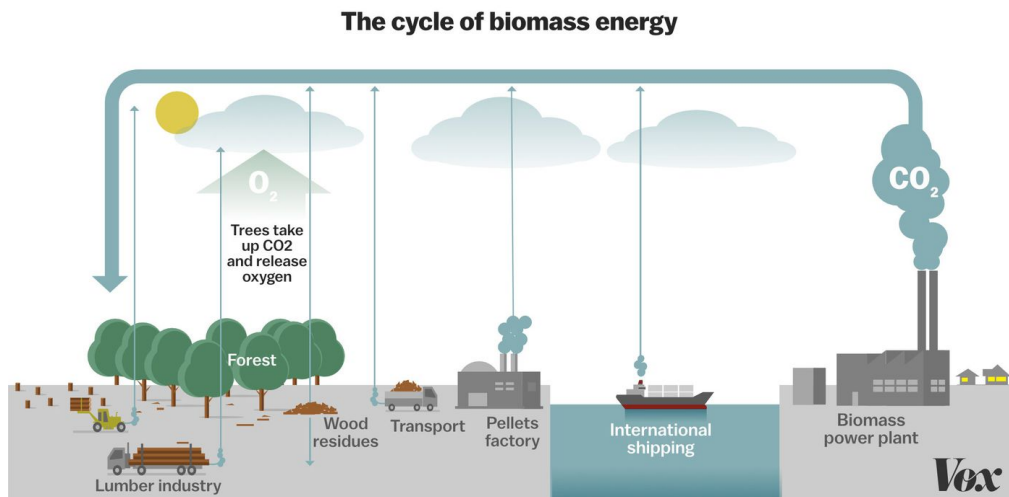 The cycle of biomass energy
O₂
Trees take
up CO2
and release
oxygen
CO₂
Forest
Wood
residues
Transport
Pellets
factory
International
shipping
Biomass
power plant
Lumber industry
Vox